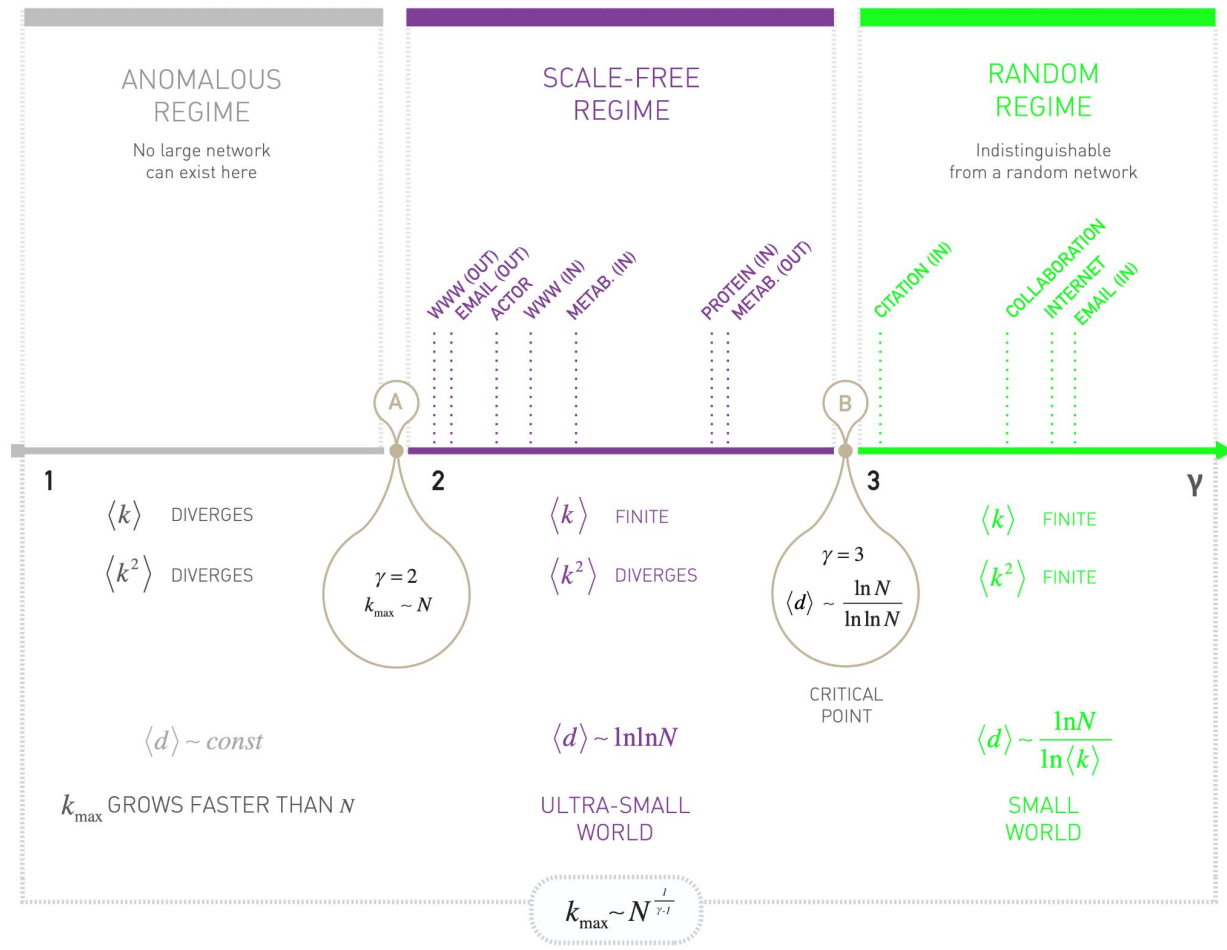 ANOMALOUS
REGIME
No large network
can exist here
SCALE-FREE
REGIME
RANDOM
REGIME
Indistinguishable
from a random network
WWW (OUT)
EMAIL (OUT)
ACTOR
WWW (IN)
METAB. (IN)
PROTEIN (IN)
METAB. (OUT)
CITATION (IN)
COLLABORATION
INTERNET
EMAIL (IN)
A
B
1
2
3
γ
⟨k⟩ DIVERGES
⟨k²⟩ DIVERGES
γ = 2
k_max ~ N
⟨k⟩ FINITE
⟨k²⟩ DIVERGES
γ = 3
⟨d⟩ ~ ln N / ln ln N
CRITICAL
POINT
⟨k⟩ FINITE
⟨k²⟩ FINITE
⟨d⟩ ~ const
k_max GROWS FASTER THAN N
⟨d⟩ ~ lnlnN
ULTRA-SMALL
WORLD
⟨d⟩ ~ lnN / ln⟨k⟩
SMALL
WORLD
k_max ~ N^(1/(γ-1))